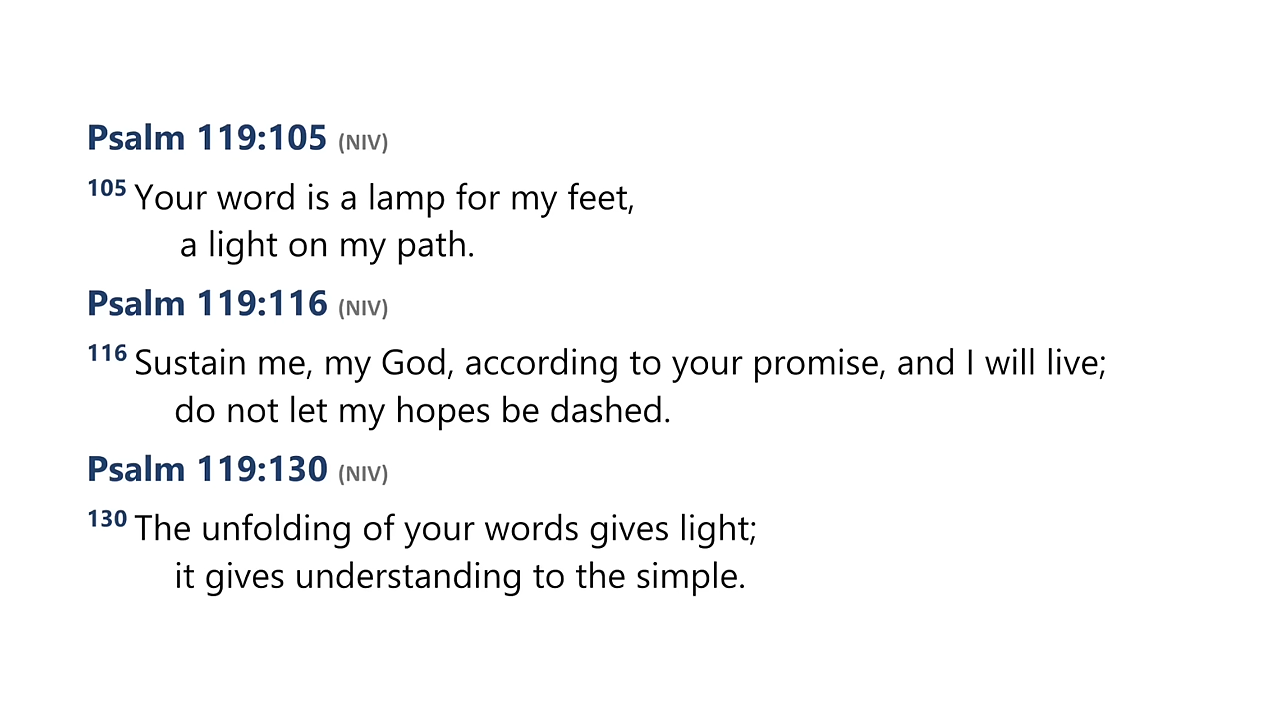 Psalm 119:105 (NIV)
105 Your word is a lamp for my feet,
a light on my path.
Psalm 119:116 (NIV)
116 Sustain me, my God, according to your promise, and I will live;
do not let my hopes be dashed.
Psalm 119:130 (NIV)
130 The unfolding of your words gives light;
it gives understanding to the simple.